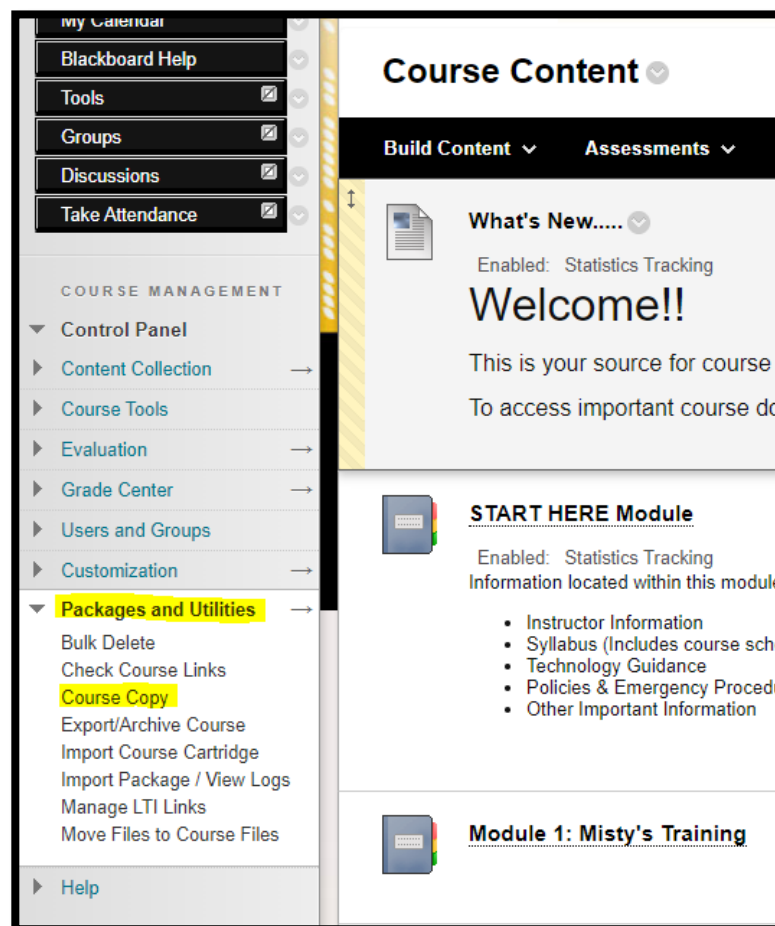 My Calendar
Blackboard Help
Tools
Groups
Discussions
Take Attendance
COURSE MANAGEMENT
Control Panel
Content Collection
Course Tools
Evaluation
Grade Center
Users and Groups
Customization
Packages and Utilities
Bulk Delete
Check Course Links
Course Copy
Export/Archive Course
Import Course Cartridge
Import Package / View Logs
Manage LTI Links
Move Files to Course Files
Help
Course Content
Build Content Assessments
What's New.....
Enabled: Statistics Tracking
Welcome!!
This is your source for course
To access important course
START HERE Module
Enabled: Statistics Tracking
Information located within this module
• Instructor Information
• Syllabus (Includes course
• Technology Guidance
• Policies & Emergency
• Other Important Information
Module 1: Misty's Training